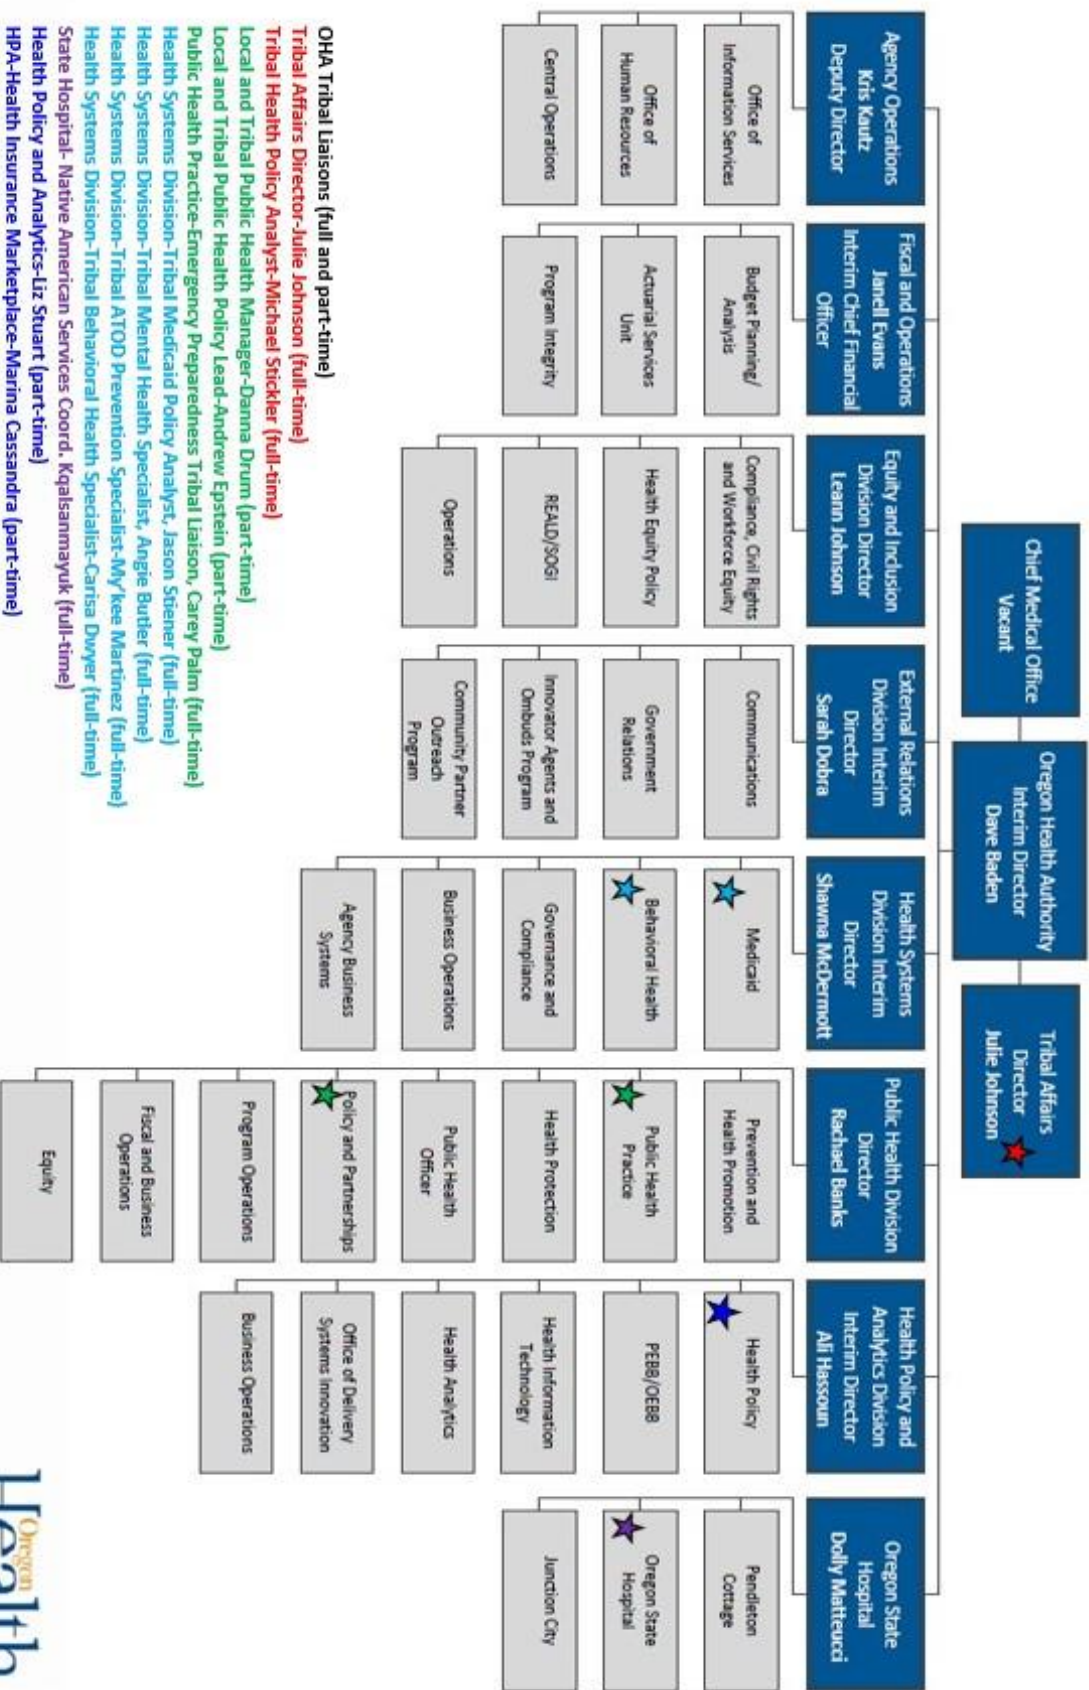 Chief Medical Office
Vacant
Oregon Health Authority
Interim Director
Dave Baden
Tribal Affairs
Director
Julie Johnson
Agency Operations
Kris Kautz
Deputy Director
Office of
Information Services
Office of
Human Resources
Central Operations
Fiscal and Operations
Janell Evans
Interim Chief Financial
Officer
Budget Planning/
Analysis
Actuarial Services
Unit
Program Integrity
Equity and Inclusion
Division Director
Leann Johnson
Compliance, Civil Rights
and Workforce Equity
Health Equity Policy
REALD/SOGI
Operations
External Relations
Division Interim
Director
Sarah Dobra
Communications
Government
Relations
Innovator Agents and
Ombuds Program
Community Partner
Outreach
Program
Health Systems
Division Interim
Director
Shawna McDermott
Medicaid
Behavioral Health
Governance and
Compliance
Business Operations
Agency Business
Systems
Public Health Division
Director
Rachael Banks
Prevention and
Health Promotion
Public Health
Practice
Health Protection
Public Health
Officer
Policy and Partnerships
Program Operations
Fiscal and Business
Operations
Equity
Health Policy and
Analytics Division
Interim Director
Ali Hassoun
Health Policy
PEBB/OEBB
Health Information
Technology
Health Analytics
Office of Delivery
Systems Innovation
Business Operations
Oregon State
Hospital
Dolly Matteucci
Pendleton
Cottage
Oregon State
Hospital
Junction City
OHA Tribal Liaisons (full and part-time)
Tribal Affairs Director-Julie Johnson (full-time)
Tribal Health Policy Analyst-Michael Stickler (full-time)
Local and Tribal Public Health Manager-Danna Drum (part-time)
Local and Tribal Public Health Policy Lead-Andrew Epstein (part-time)
Public Health Practice-Emergency Preparedness Tribal Liaison, Carey Palm (full-time)
Health Systems Division-Tribal Medicaid Policy Analyst, Jason Stiener (full-time)
Health Systems Division-Tribal Mental Health Specialist, Angie Butler (full-time)
Health Systems Division-Tribal ATOD Prevention Specialist-My'kee Martinez (full-time)
Health Systems Division-Tribal Behavioral Health Specialist-Carisa Dwyer (full-time)
State Hospital- Native American Services Coord. Kqalsanmayuk (full-time)
Health Policy and Analytics-Liz Stuart (part-time)
HPA-Health Insurance Marketplace-Marina Cassandra (part-time)
Oregon
Health